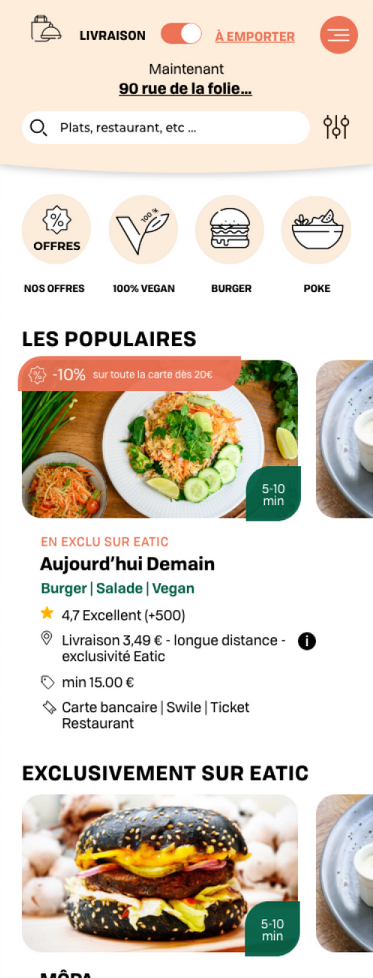 LIVRAISON
À EMPORTER
Maintenant
90 rue de la folie...
Plats, restaurant, etc ...
%
OFFRES
100 %
NOS OFFRES
100% VEGAN
BURGER
POKE
LES POPULAIRES
% -10% sur toute la carte dès 20€
5-10
min
EN EXCLU SUR EATIC
Aujourd'hui Demain
Burger | Salade | Vegan
4,7 Excellent (+500)
Livraison 3,49 € - longue distance -
exclusivité Eatic
i
min 15.00 €
Carte bancaire | Swile | Ticket
Restaurant
EXCLUSIVEMENT SUR EATIC
5-10
min
MÔPA